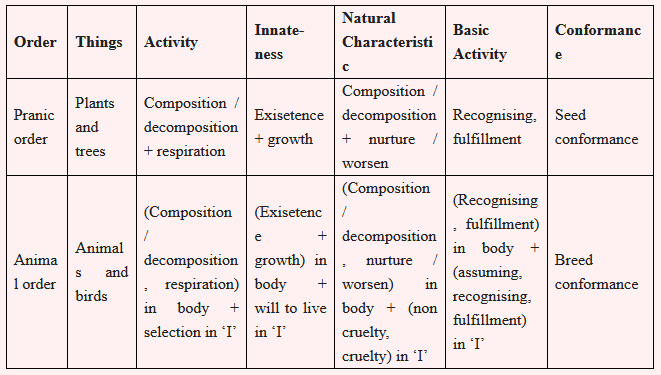 Order
Things
Activity
Innate-
ness
Natural
Characteristi
c
Basic
Activity
Conformanc
e
Pranic
order
Plants
and
trees
Composition /
decomposition
+ respiration
Exisetence
+ growth
Composition /
decomposition
+ nurture /
worsen
Recognising,
fulfillment
Seed
conformance
Anima
l order
Animal
s and
birds
(Composition
/
decomposition
, respiration)
in body +
selection in ‘I’
(Existenc
e +
growth) in
body +
will to live
in ‘I’
(Composition
/
decomposition
, nurture /
worsen) in
body + (non
cruelty,
cruelty) in ‘I’
(Recognising
, fulfillment)
in body +
(assuming,
recognising,
fulfillment)
in ‘I’
Breed
conformance